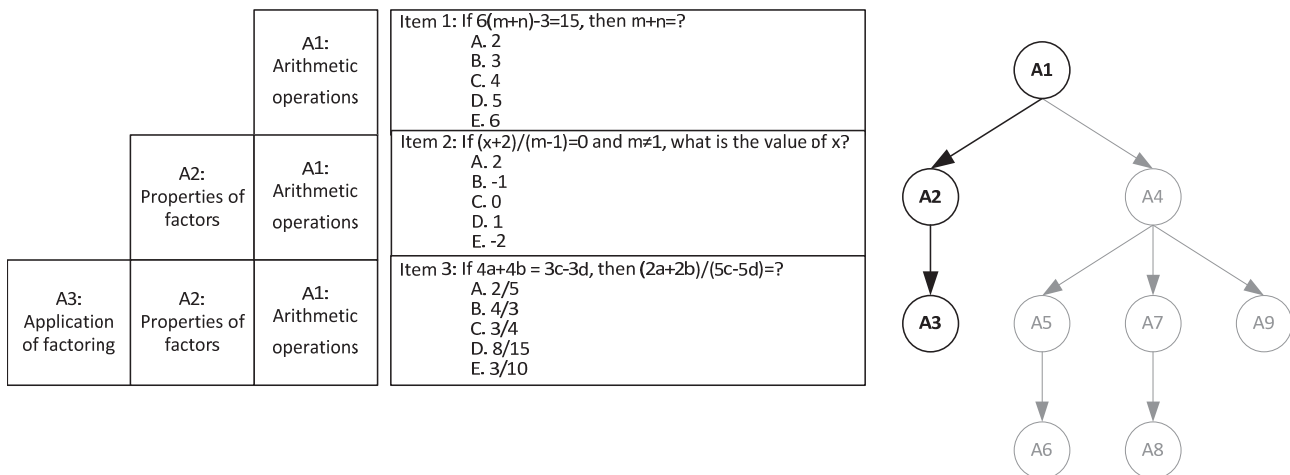 A1:
Arithmetic
operations
Item 1: If 6(m+n)-3=15, then m+n=?
A. 2
B. 3
C. 4
D. 5
E. 6
A2:
Properties of
factors
A1:
Arithmetic
operations
Item 2: If (x+2)/(m-1)=0 and m≠1, what is the value of x?
A. 2
B. -1
C. 0
D. 1
E. -2
A3:
Application
of factoring
A2:
Properties of
factors
A1:
Arithmetic
operations
Item 3: If 4a+4b = 3c-3d, then (2a+2b)/(5c-5d)=?
A. 2/5
B. 4/3
C. 3/4
D. 8/15
E. 3/10
A1
A2
A4
A3
A5
A7
A9
A6
A8